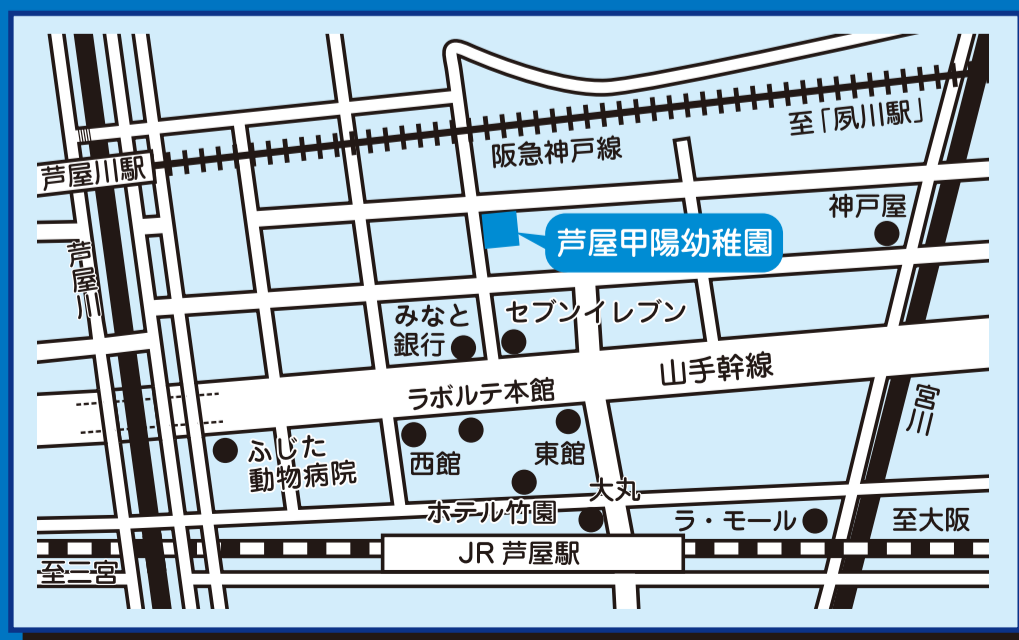 至「夙川駅」
阪急神戸線
芦屋川駅
神戸屋
芦屋甲陽幼稚園
芦屋川
みなと
銀行
セブンイレブン
山手幹線
ラポルテ本館
宮川
ふじた
動物病院
西館
東館
大丸
ホテル竹園
ラ・モール
至大阪
JR 芦屋駅
至三宮